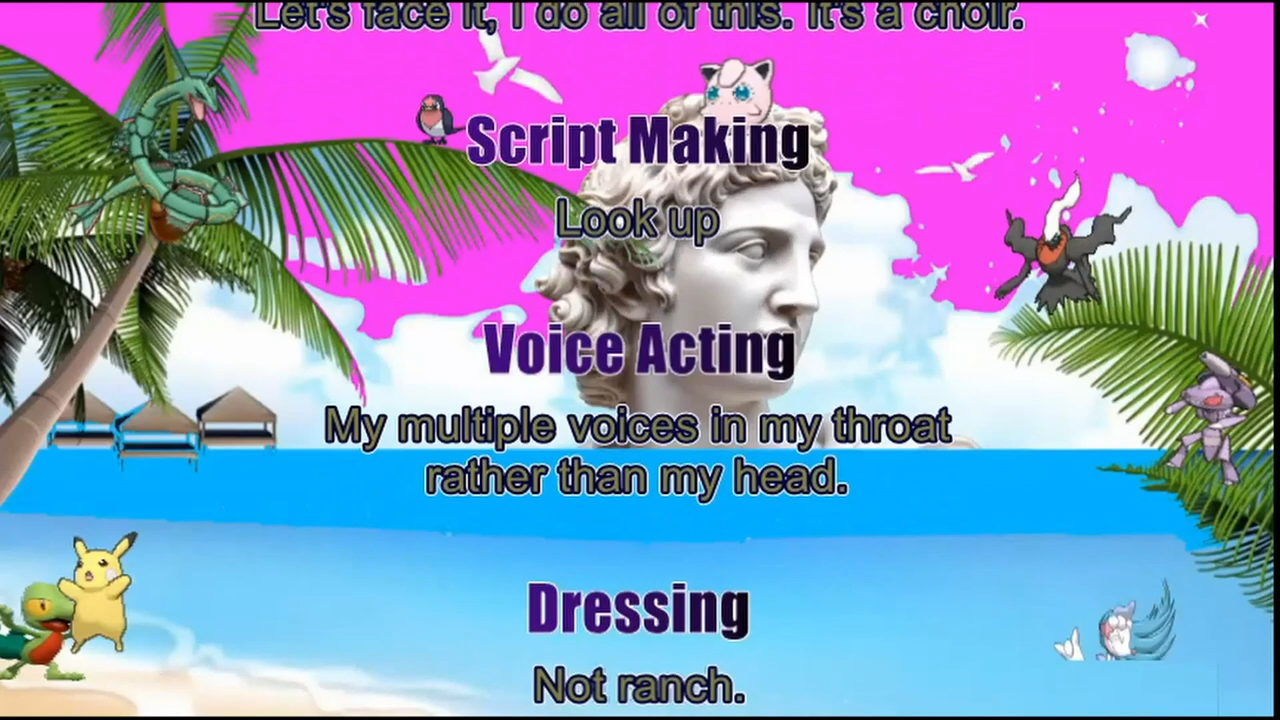 Let's face it, I do all of this. It's a choir.
Script Making
Look up
Voice Acting
My multiple voices in my throat
rather than my head.
Dressing
Not ranch.